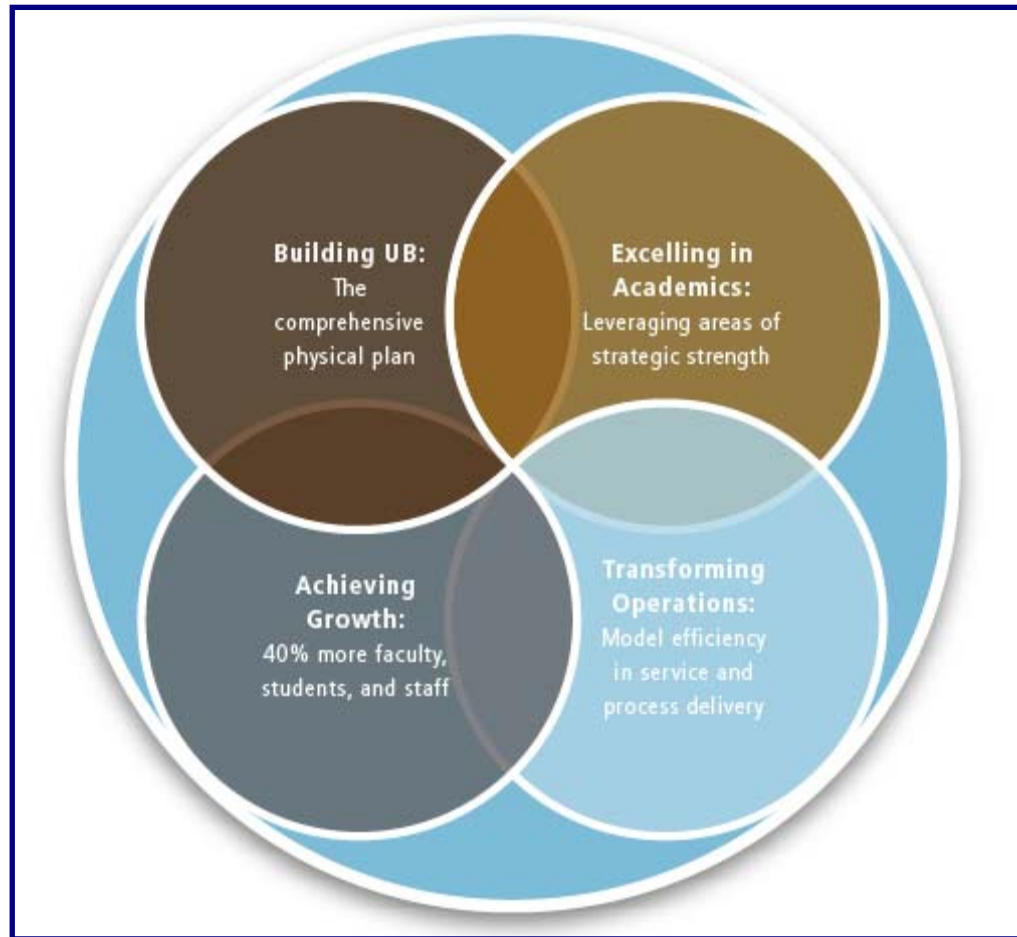 Building UB:
The
comprehensive
physical plan
Excelling in
Academics:
Leveraging areas of
strategic strength
Achieving
Growth:
40% more faculty,
students, and staff
Transforming
Operations:
Model efficiency
in service and
process delivery